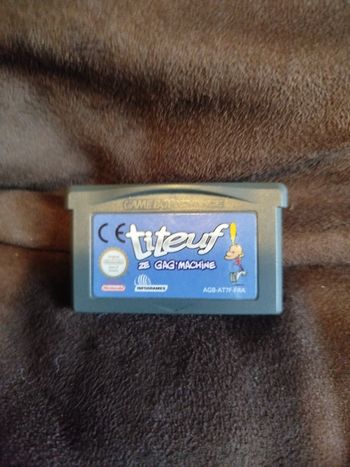 GAME BOY ADVANCE
CE
titeuf
ZE GAG'MACHINE
Nintendo
INFOGRAMES
AGB-AT7F-FRA